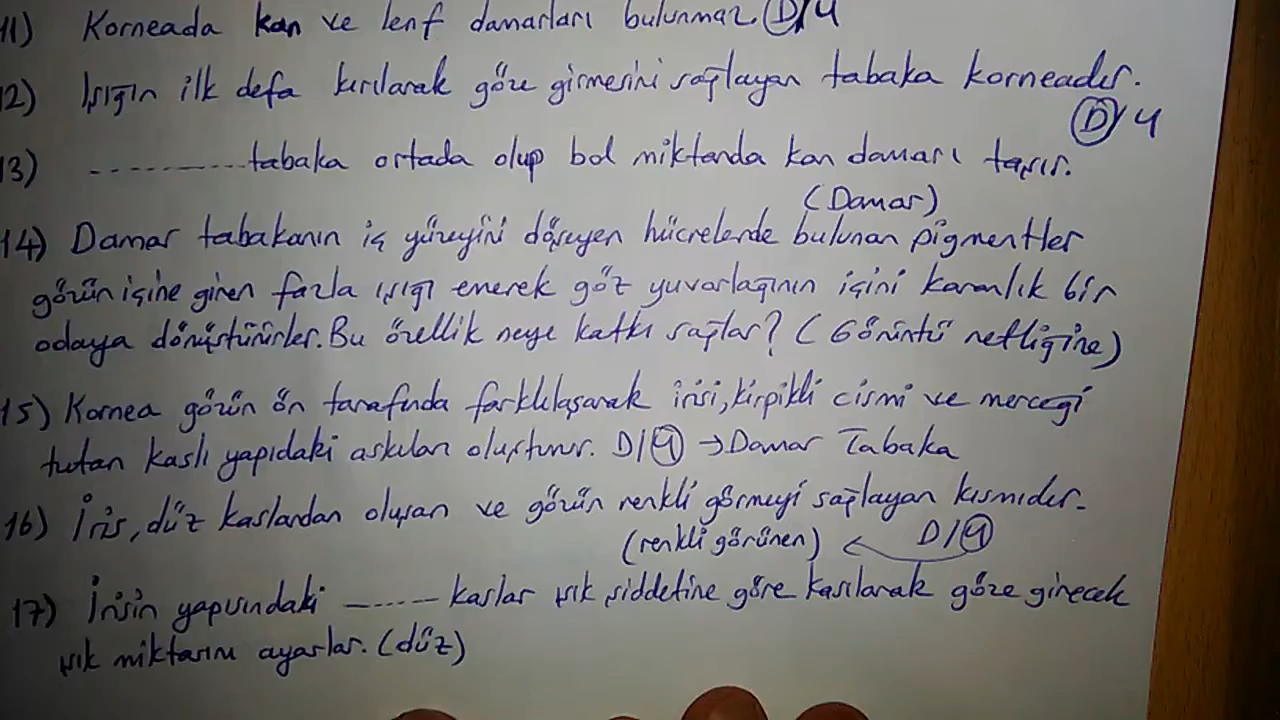 11) Korneada kan ve lenf damarları bulunmaz. D/Y
12) Işığın ilk defa kırılarak göze girmesini sağlayan tabaka korneadır.
D/Y
13) ........... tabaka ortada olup bol miktarda kan damarı taşır.
(Damar)
14) Damar tabakanın iç yüzeyini döşeyen hücrelerde bulunan pigmentler
gözün içine giren fazla ışığı emerek göz yuvarlağının içini karanlık bir
odaya dönüştürürler. Bu özellik neye katkı sağlar? (Görüntü netliğine)
15) Kornea gözün ön tarafında farklılaşarak irisi, kirpikli cismi ve merceği
tutan kaslı yapıdaki askıları oluşturur. D/Y → Damar Tabaka
16) İris, düz kaslardan oluşan ve gözün renkli görmeyi sağlayan kısmıdır.
(renkli görünen) ← D/Y
17) İrisin yapısındaki ------ kaslar ışık şiddetine göre kasılarak göze girecek
ışık miktarını ayarlar. (düz)